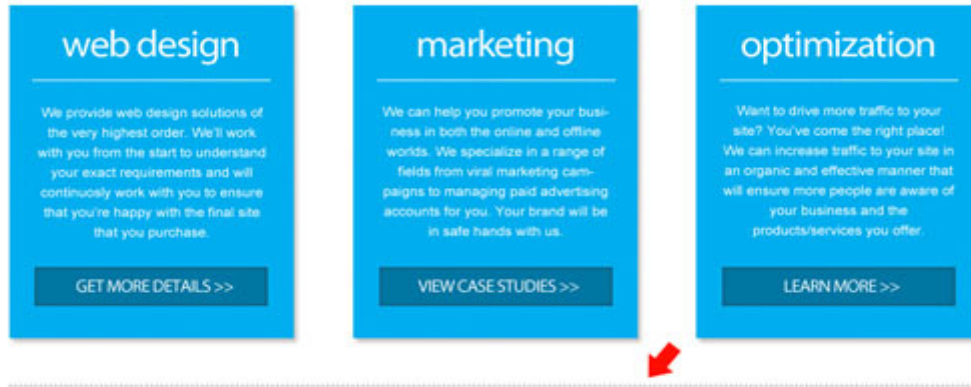 web design
We provide web design solutions of
the very highest order. We'll work
with you from the start to understand
your exact requirements and will
continuosly work with you to ensure
that you're happy with the final site
that you purchase.
GET MORE DETAILS >>
marketing
We can help you promote your busi-
ness in both the online and offline
worlds. We specialize in a range of
fields from viral marketing cam-
paigns to managing paid advertising
accounts for you. Your brand will be
in safe hands with us.
VIEW CASE STUDIES >>
optimization
Want to drive more traffic to your
site? You've come the right place!
We can increase traffic to your site in
an organic and effective manner that
will ensure more people are aware of
your business and the
products/services you offer.
LEARN MORE >>